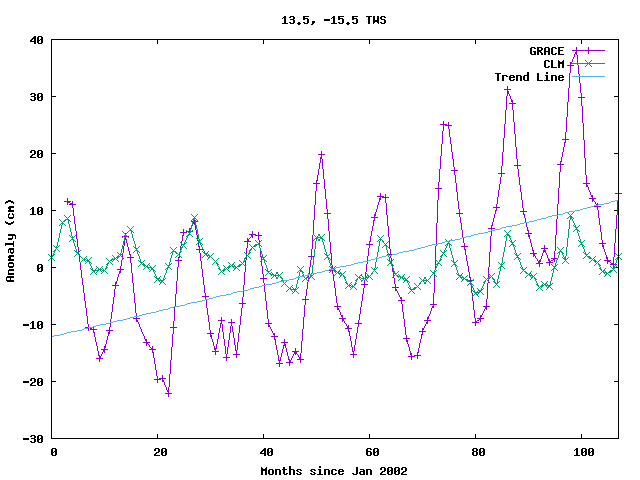 13.5, -15.5 TWS
40
30
20
10
0
-10
-20
-30
Anomaly (cm)
GRACE
CLM
Trend Line
0 20 40 60 80 100
Months since Jan 2002